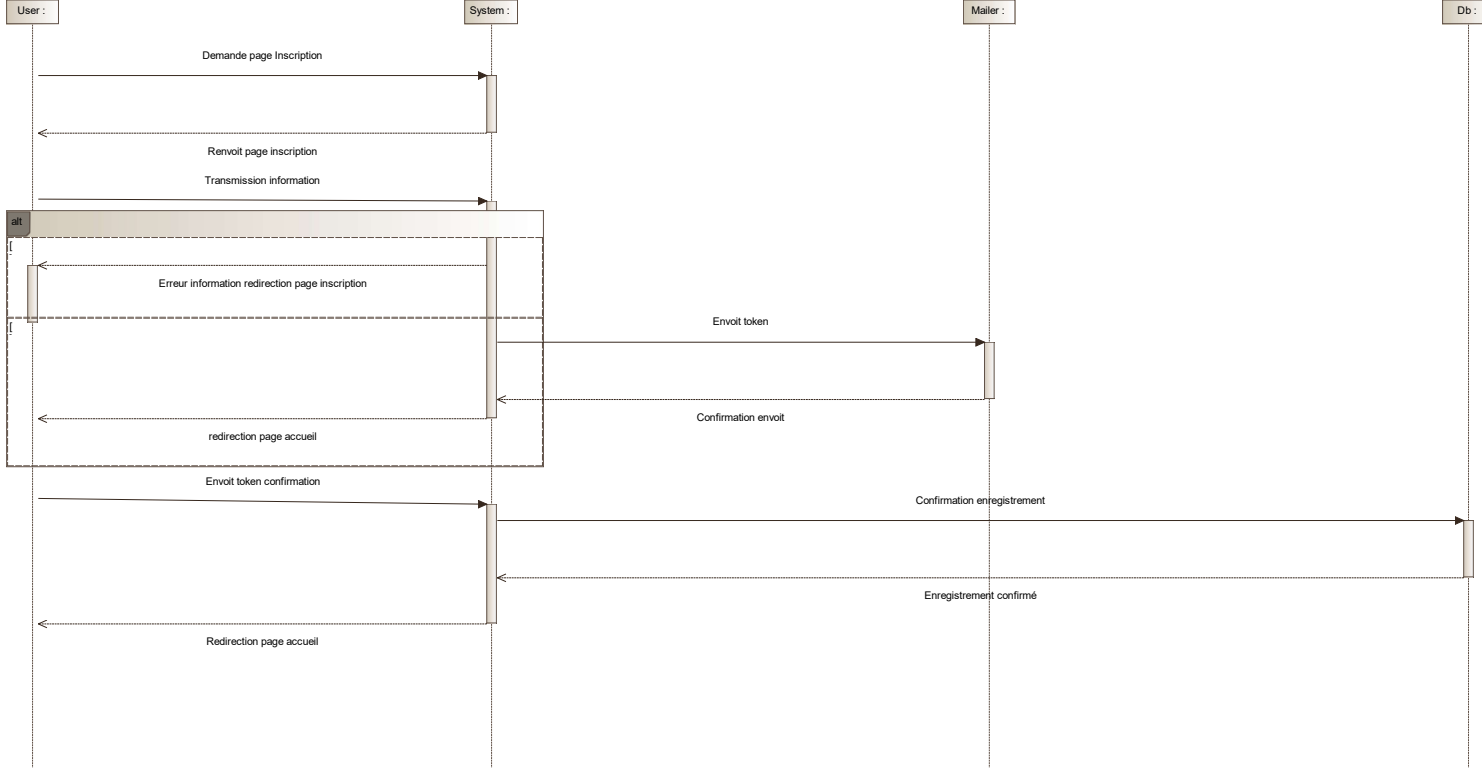 User :
System :
Mailer :
Db :
Demande page Inscription
Renvoit page inscription
Transmission information
alt
[
Erreur information redirection page inscription
[
Envoit token
Confirmation envoit
redirection page accueil
Envoit token confirmation
Confirmation enregistrement
Enregistrement confirmé
Redirection page accueil